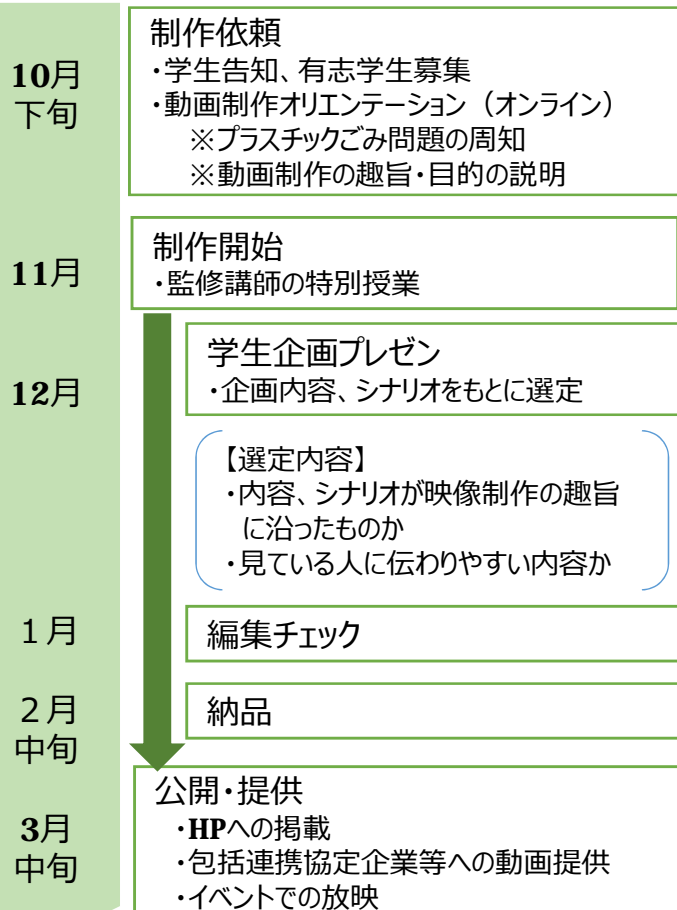 10月
下旬
制作依頼
・学生告知、有志学生募集
・動画制作オリエンテーション（オンライン）
※プラスチックごみ問題の周知
※動画制作の趣旨・目的の説明
11月
制作開始
・監修講師の特別授業
12月
学生企画プレゼン
・企画内容、シナリオをもとに選定
【選定内容】
・内容、シナリオが映像制作の趣旨
に沿ったものか
・見ている人に伝わりやすい内容か
１月
編集チェック
２月
中旬
納品
3月
中旬
公開・提供
・HPへの掲載
・包括連携協定企業等への動画提供
・イベントでの放映